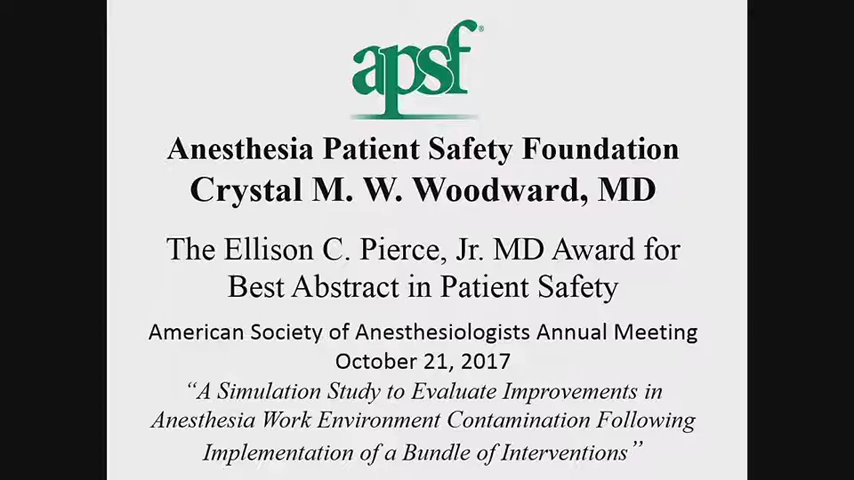 apsf®
Anesthesia Patient Safety Foundation
Crystal M. W. Woodward, MD
The Ellison C. Pierce, Jr. MD Award for
Best Abstract in Patient Safety
American Society of Anesthesiologists Annual Meeting
October 21, 2017
“A Simulation Study to Evaluate Improvements in
Anesthesia Work Environment Contamination Following
Implementation of a Bundle of Interventions”